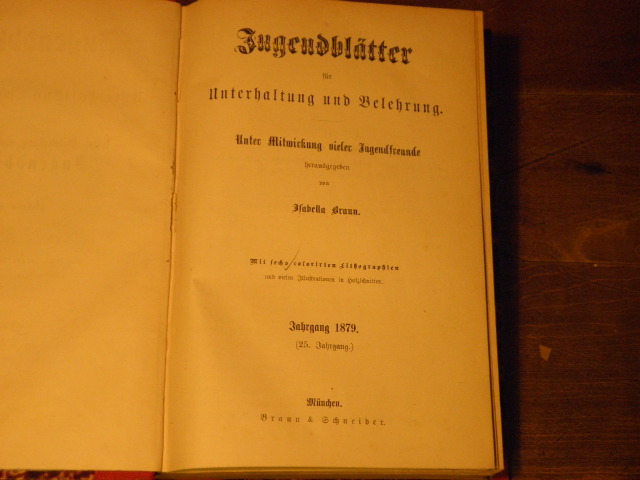 Jugendblätter
für
Unterhaltung und Belehrung.
Unter Mitwirkung vieler Jugendfreunde
herausgegeben
von
Isabella Braun.
Mit sechs colorirten Lithographien
und vielen Illustrationen in Holzschnitten.
Jahrgang 1879.
(25. Jahrgang.)
München.
Braun & Schneider.